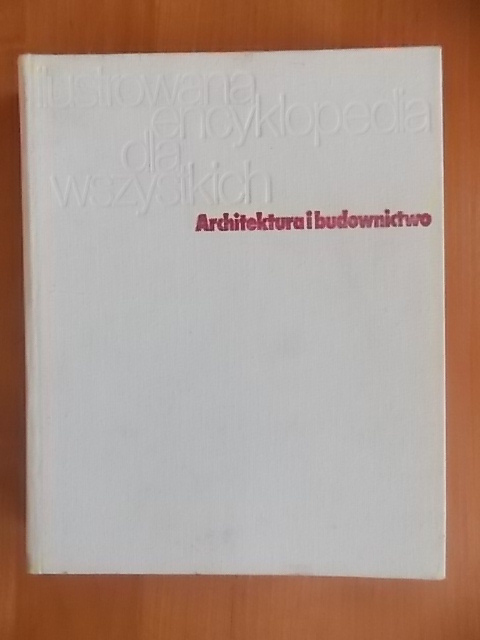 ilustrowana
encyklopedia
dla
wszystkich
Architektura i budownictwo